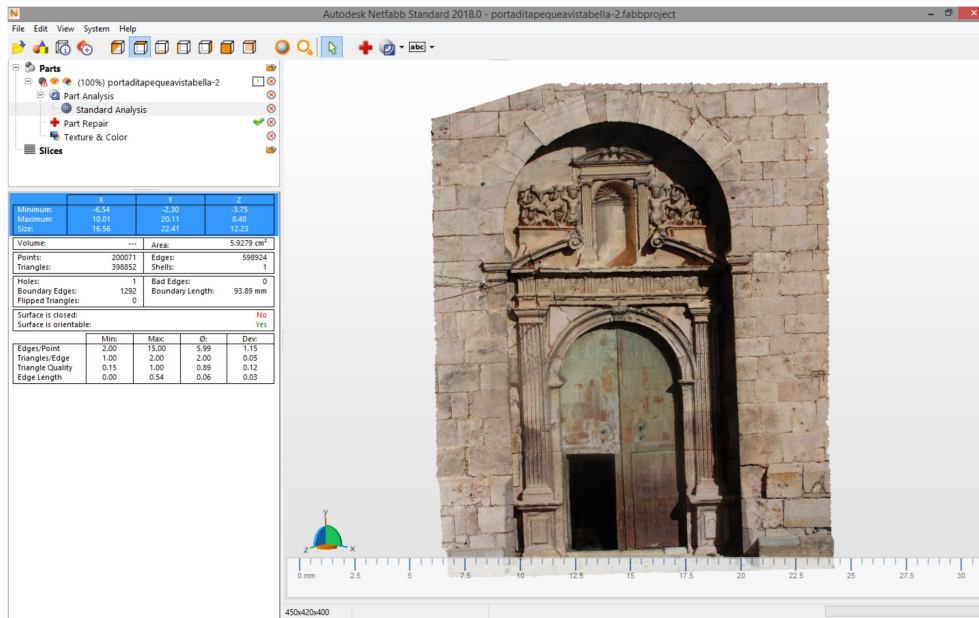 Autodesk Netfabb Standard 2018.0 - portaditapequeavistabella-2.fabbproject
File Edit View System Help
abc
Parts
(100%) portaditapequeavistabella-2 1
Part Analysis
Standard Analysis
Part Repair
Texture & Color
Slices
X Y Z
Minimum: -6.54 -2.30 -3.75
Maximum: 10.01 20.11 8.48
Size: 16.56 22.41 12.23
Volume: --- Area: 5.9279 cm²
Points: 200071 Edges: 598924
Triangles: 398852 Shells: 1
Holes: 1 Bad Edges: 0
Boundary Edges: 1292 Boundary Length: 93.89 mm
Flipped Triangles: 0
Surface is closed: No
Surface is orientable: Yes
Min: Max: Ø: Dev:
Edges/Point 2.00 15.00 5.99 1.15
Triangles/Edge 1.00 2.00 2.00 0.05
Triangle Quality 0.15 1.00 0.89 0.12
Edge Length 0.00 0.54 0.06 0.03
y
z x
0 mm 2.5 5 7.5 10 12.5 15 17.5 20 22.5 25 27.5 30
450x420x400